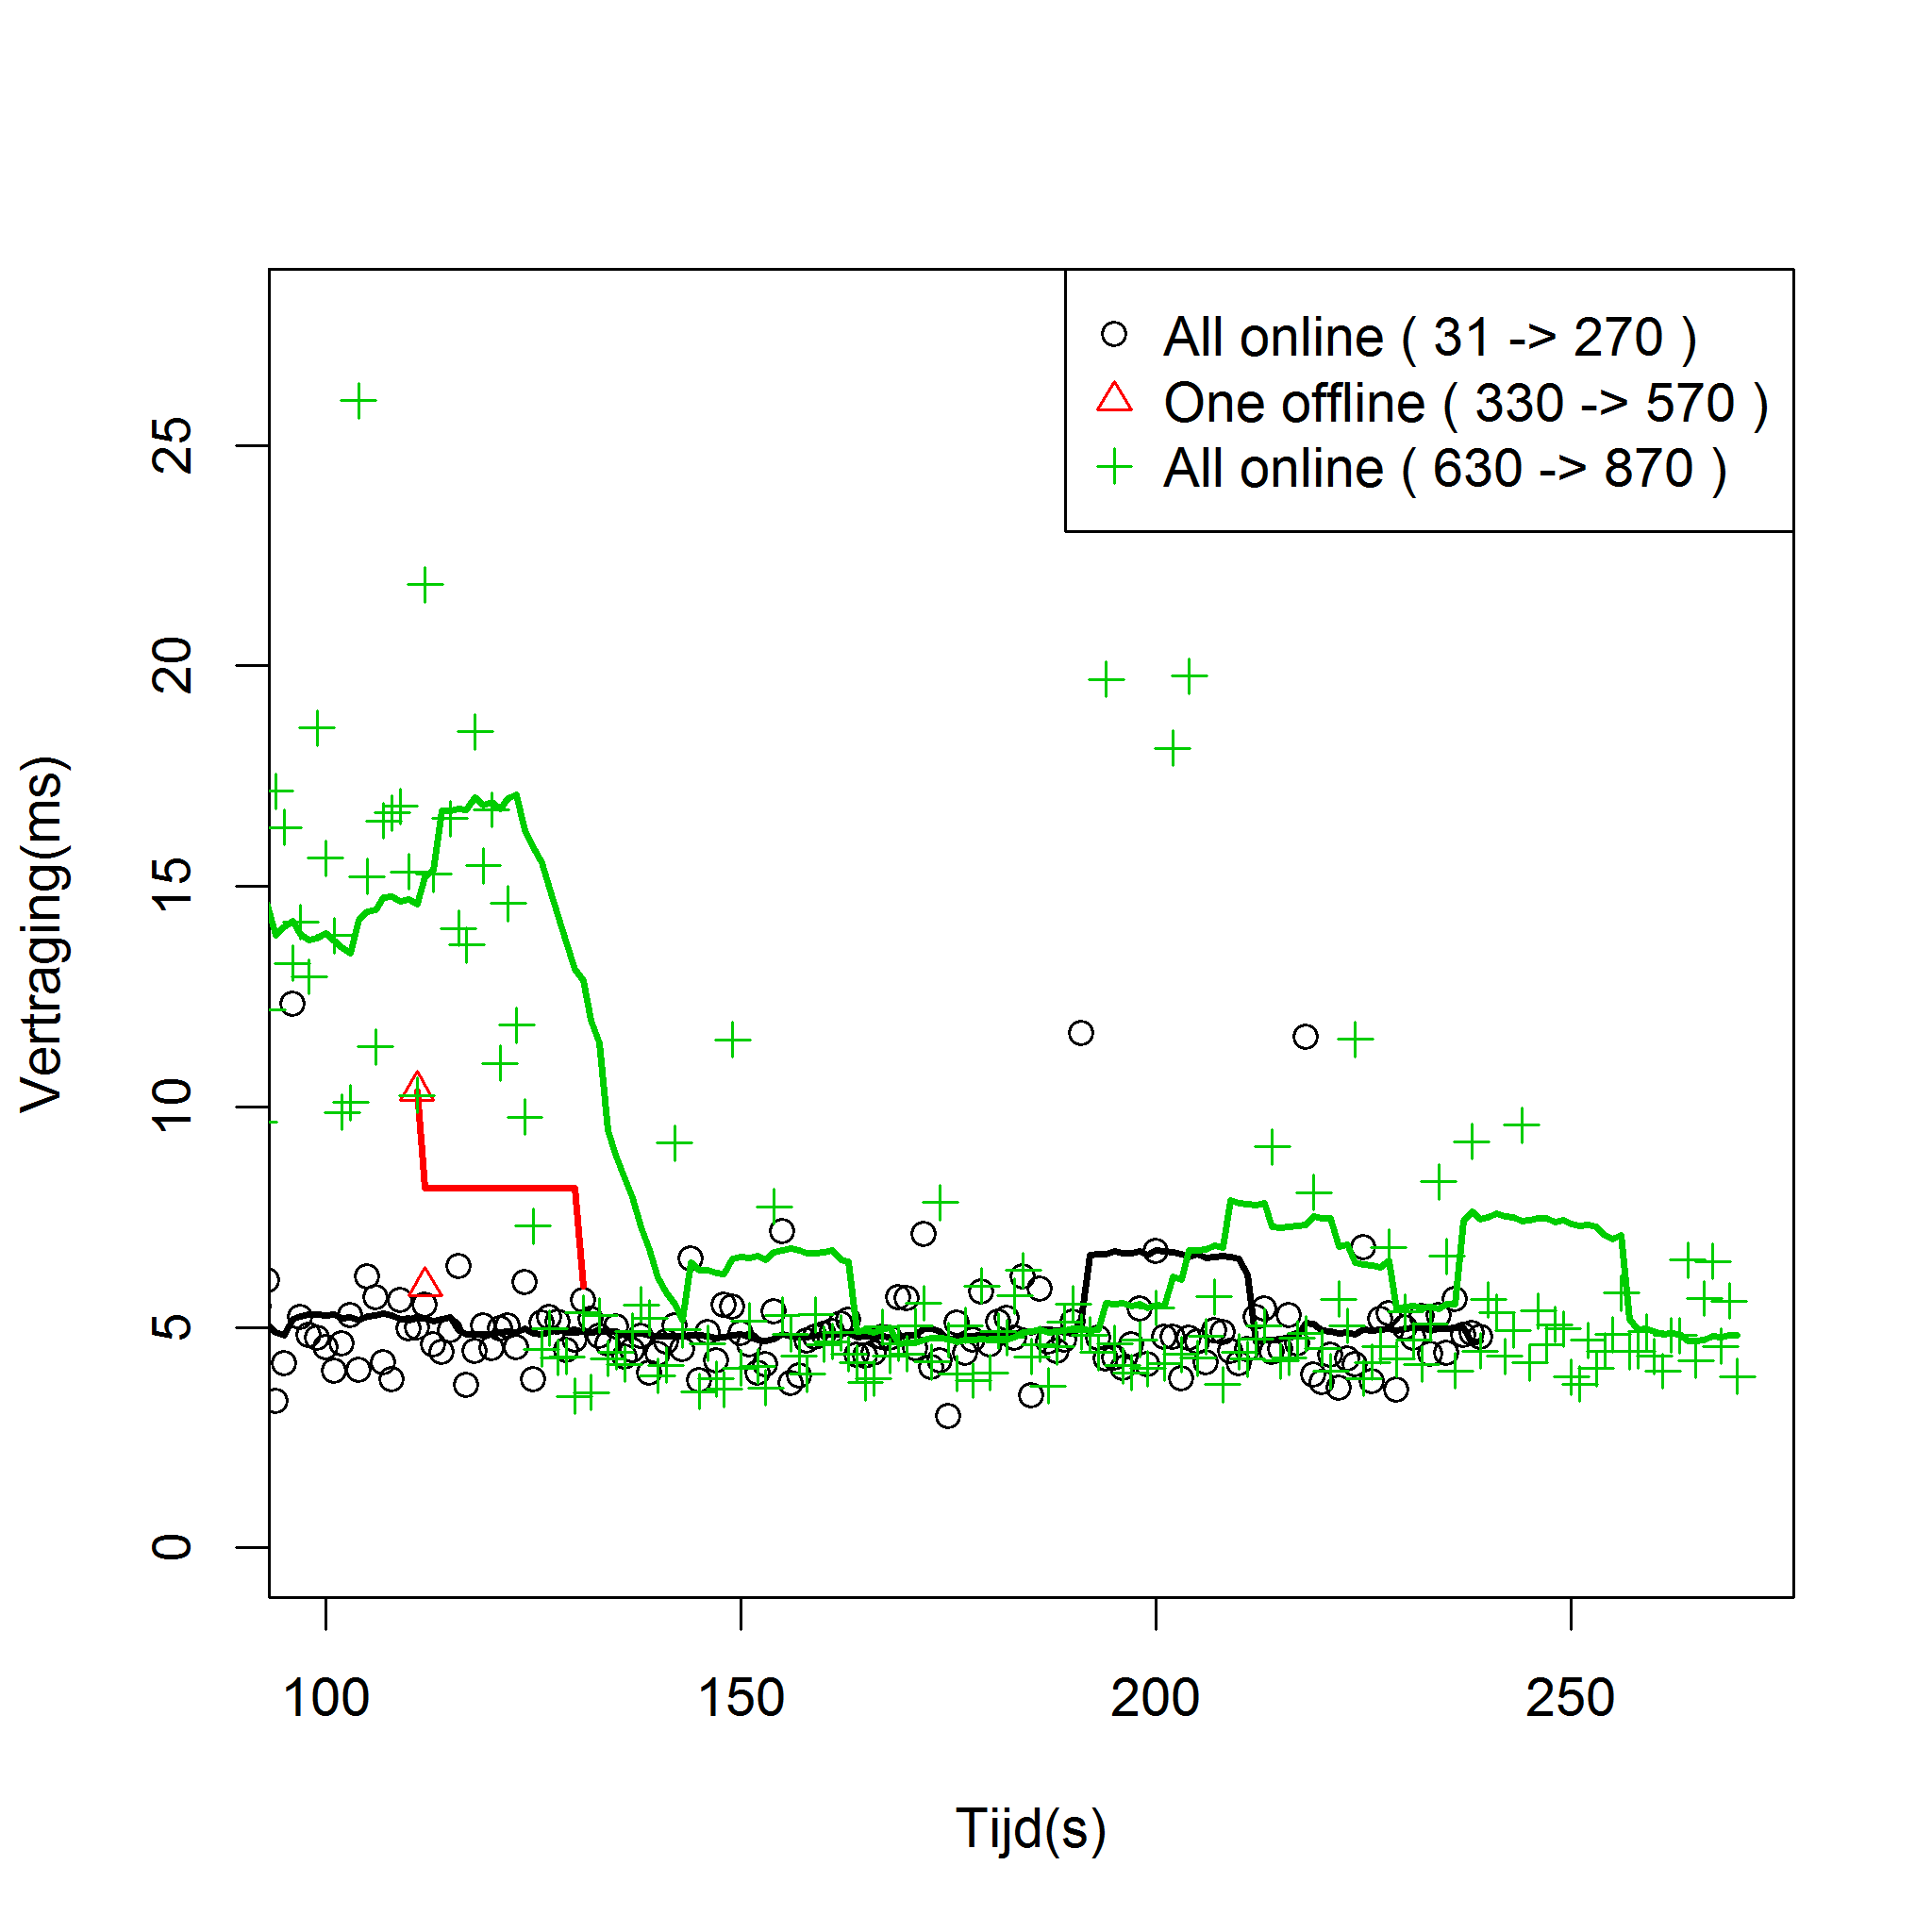 All online ( 31 -> 270 )
One offline ( 330 -> 570 )
All online ( 630 -> 870 )
Vertraging(ms)
25
20
15
10
5
0
100 150 200 250
Tijd(s)